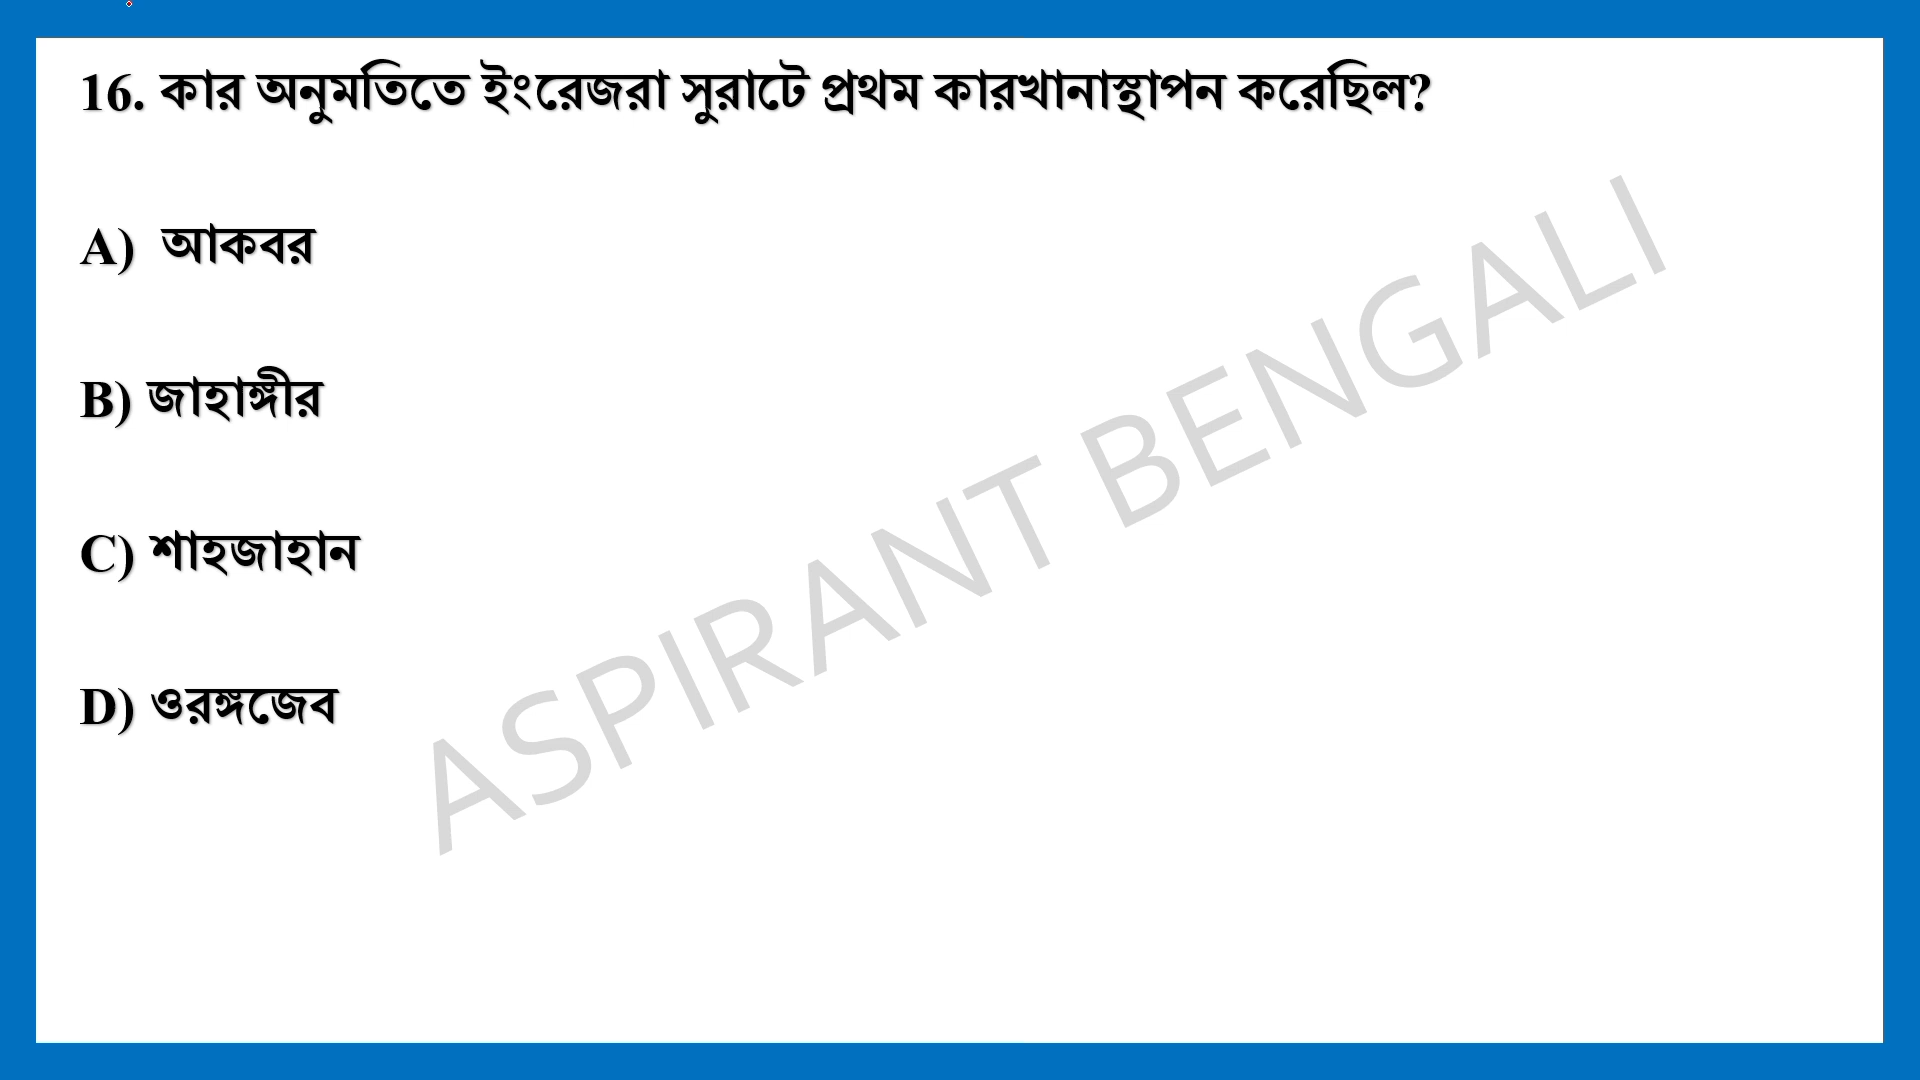 16. কার অনুমতিতে ইংরেজরা সুরাটে প্রথম কারখানাস্থাপন করেছিল?
A) আকবর
B) জাহাঙ্গীর
C) শাহজাহান
D) ওরঙ্গজেব
ASPIRANT BENGALI